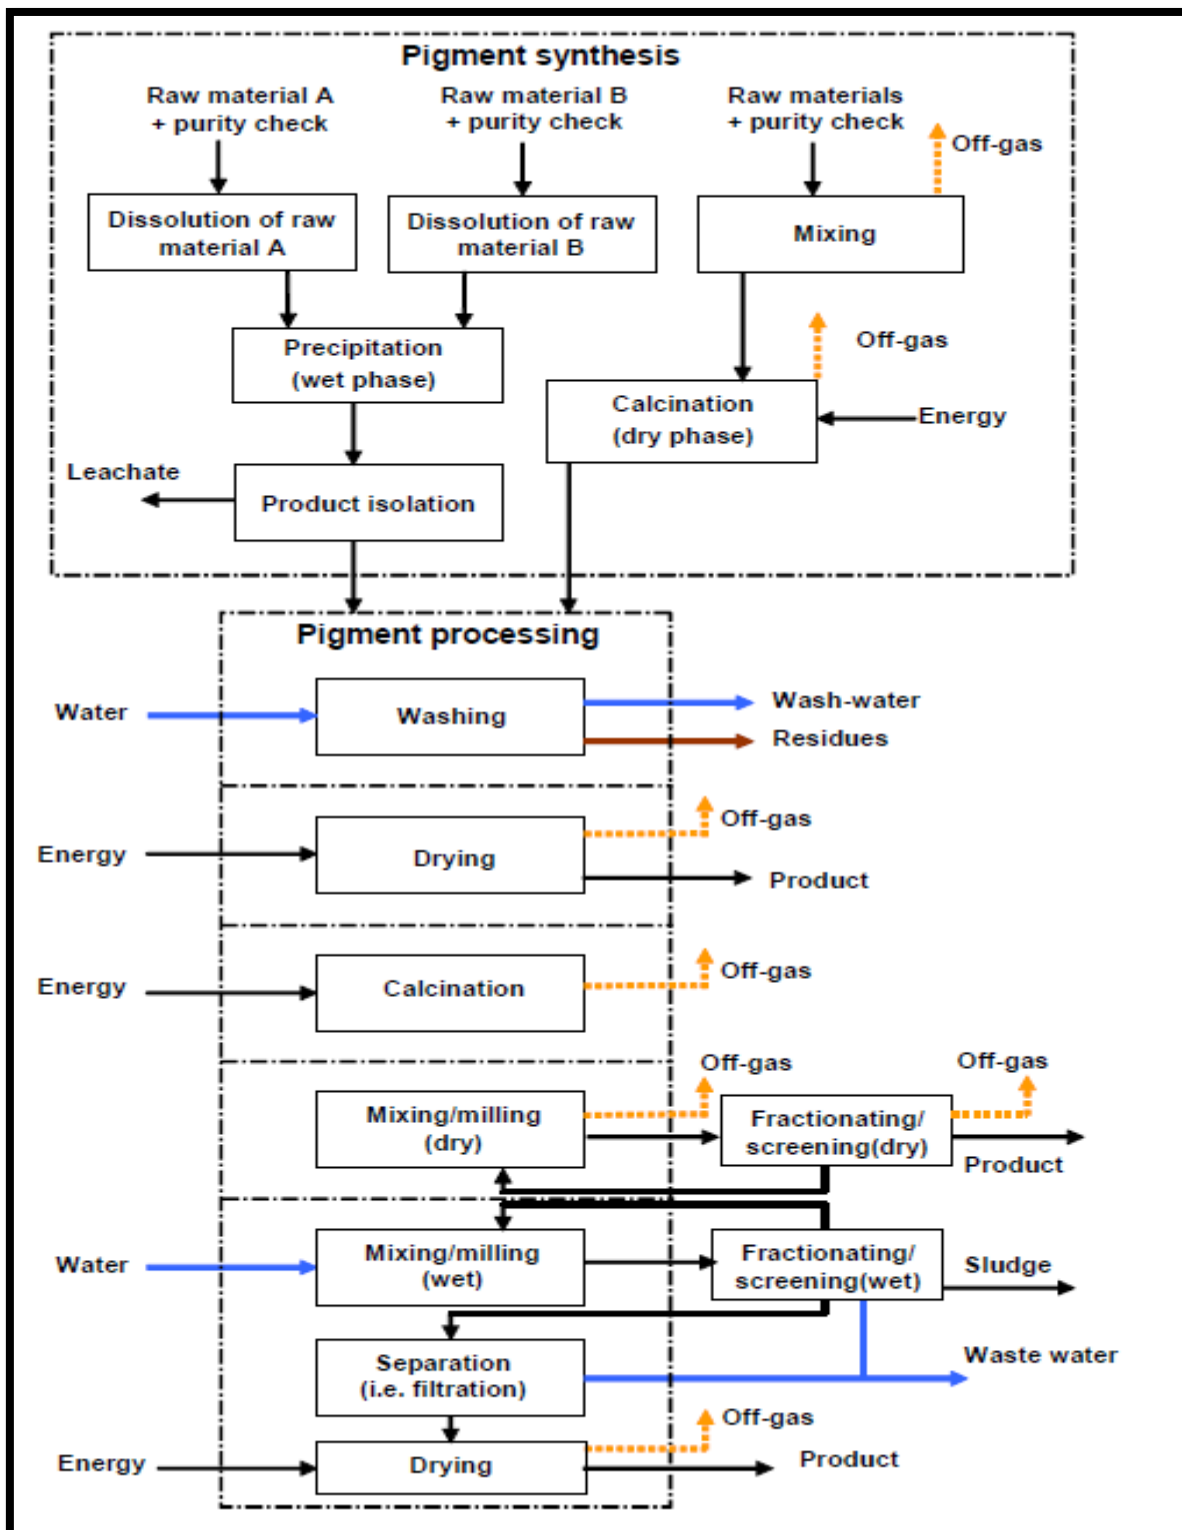 Pigment synthesis
Raw material A
+ purity check
Raw material B
+ purity check
Raw materials
+ purity check
Off-gas
Dissolution of raw
material A
Dissolution of raw
material B
Mixing
Precipitation
(wet phase)
Off-gas
Calcination
(dry phase)
Energy
Leachate
Product isolation
Pigment processing
Water
Washing
Wash-water
Residues
Energy
Drying
Off-gas
Product
Energy
Calcination
Off-gas
Mixing/milling
(dry)
Off-gas
Fractionating/
screening(dry)
Off-gas
Product
Water
Mixing/milling
(wet)
Fractionating/
screening(wet)
Sludge
Separation
(i.e. filtration)
Waste water
Energy
Drying
Off-gas
Product